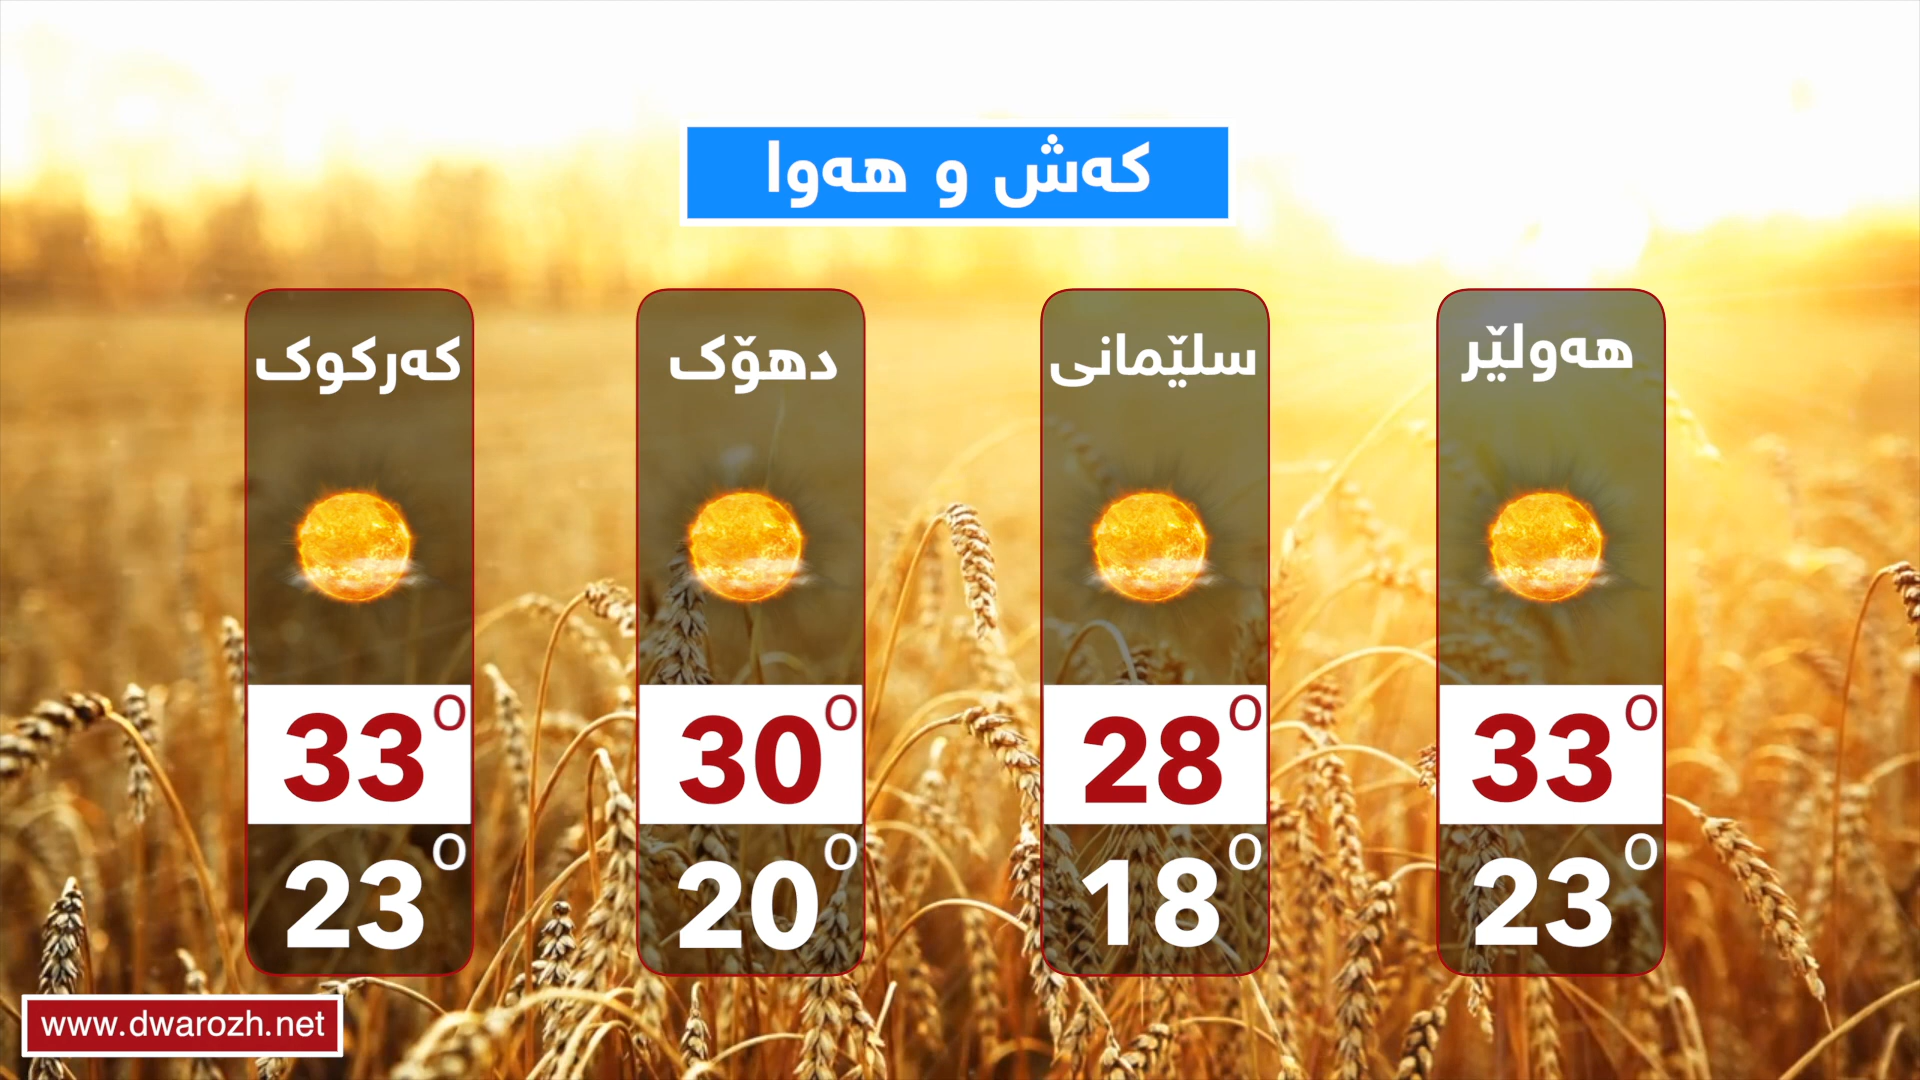 کەش و هەوا
هەولێر
33°
23°
سلێمانی
28°
18°
دهۆک
30°
20°
کەرکوک
33°
23°
www.dwarozh.net